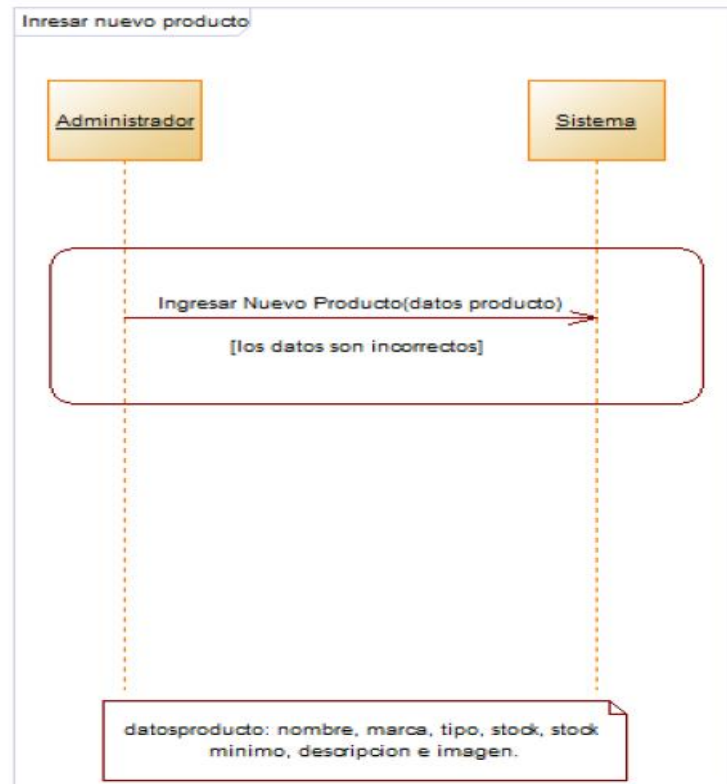 Inresar nuevo producto
Administrador
Sistema
Ingresar Nuevo Producto(datos producto)
[los datos son incorrectos]
datosproducto: nombre, marca, tipo, stock, stock
minimo, descripcion e imagen.